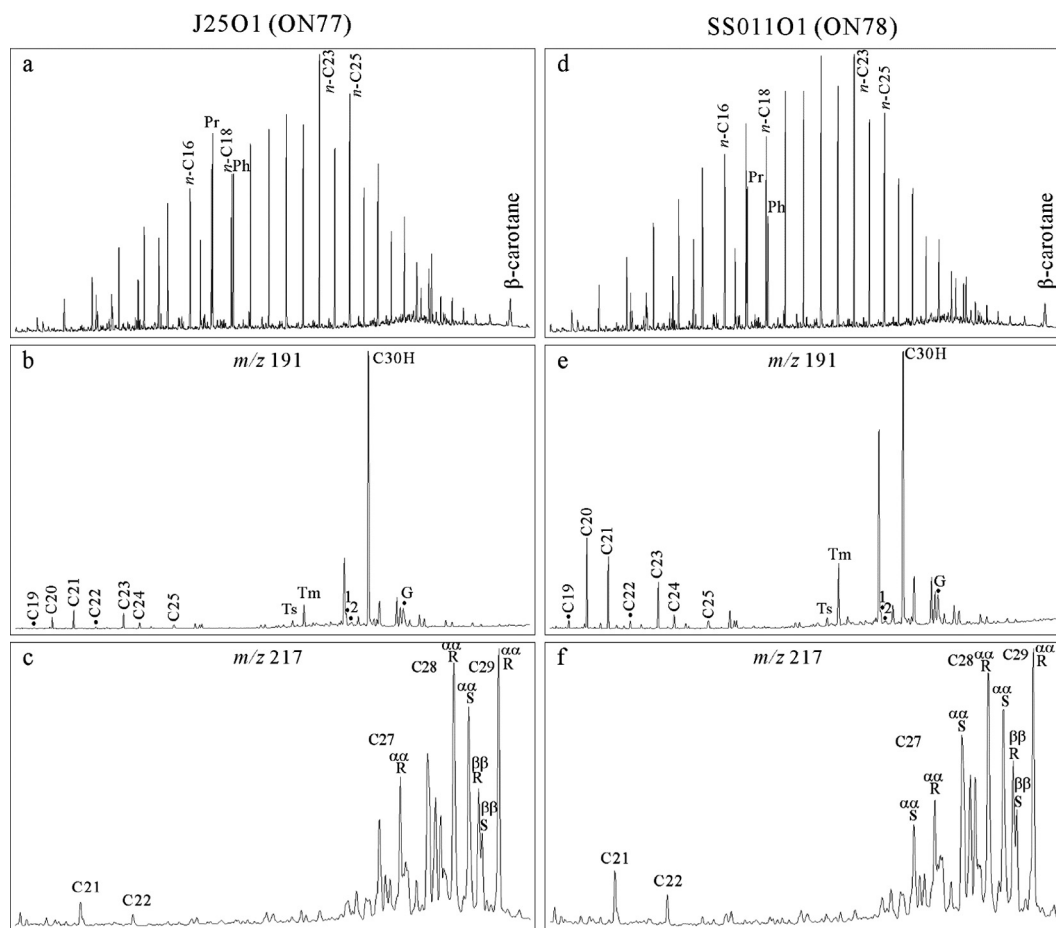 J25O1 (ON77)
SS011O1 (ON78)
a
n-C16
Pr
n-C18
Ph
n-C23
n-C25
β-carotane
d
n-C16
Pr
n-C18
Ph
n-C23
n-C25
β-carotane
b
m/z 191
C19
C20
C21
C22
C23
C24
C25
Ts
Tm
1
2
C30H
G
e
m/z 191
C19
C20
C21
C22
C23
C24
C25
Ts
Tm
1
2
C30H
G
c
m/z 217
C21
C22
C27
αα
R
C28
αα
R
αα
S
ββ
R
ββ
S
C29
αα
R
f
m/z 217
C21
C22
C27
αα
S
αα
R
αα
S
C28
αα
R
αα
S
ββ
R
ββ
S
C29
αα
R